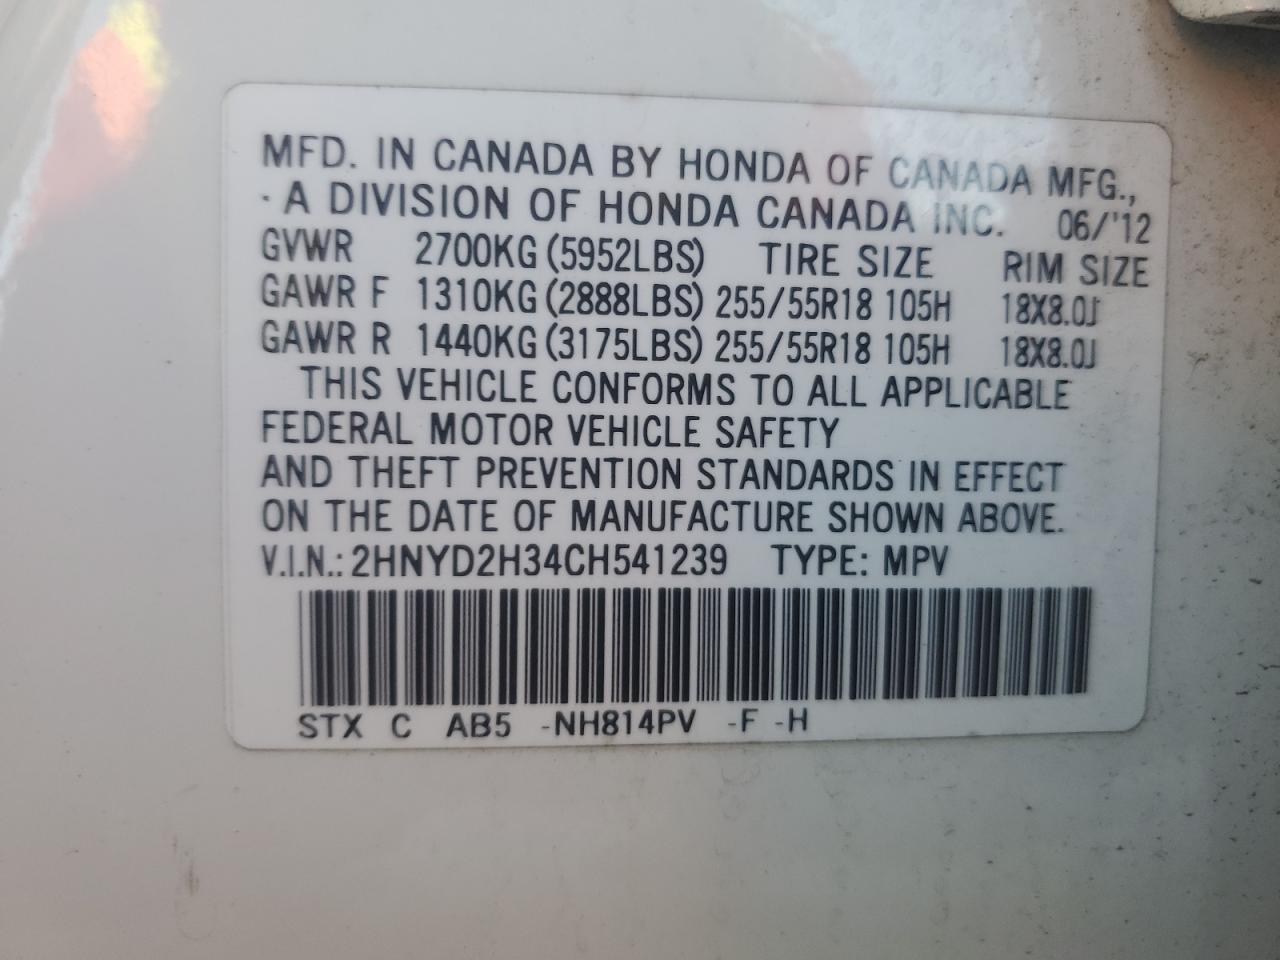 MFD. IN CANADA BY HONDA OF CANADA MFG.,
· A DIVISION OF HONDA CANADA INC. 06/'12
GVWR 2700KG (5952LBS) TIRE SIZE RIM SIZE
GAWR F 1310KG (2888LBS) 255/55R18 105H 18X8.0J
GAWR R 1440KG (3175LBS) 255/55R18 105H 18X8.0J
THIS VEHICLE CONFORMS TO ALL APPLICABLE
FEDERAL MOTOR VEHICLE SAFETY
AND THEFT PREVENTION STANDARDS IN EFFECT
ON THE DATE OF MANUFACTURE SHOWN ABOVE.
V.I.N.: 2HNYD2H34CH541239 TYPE: MPV
STX C AB5 -NH814PV -F -H